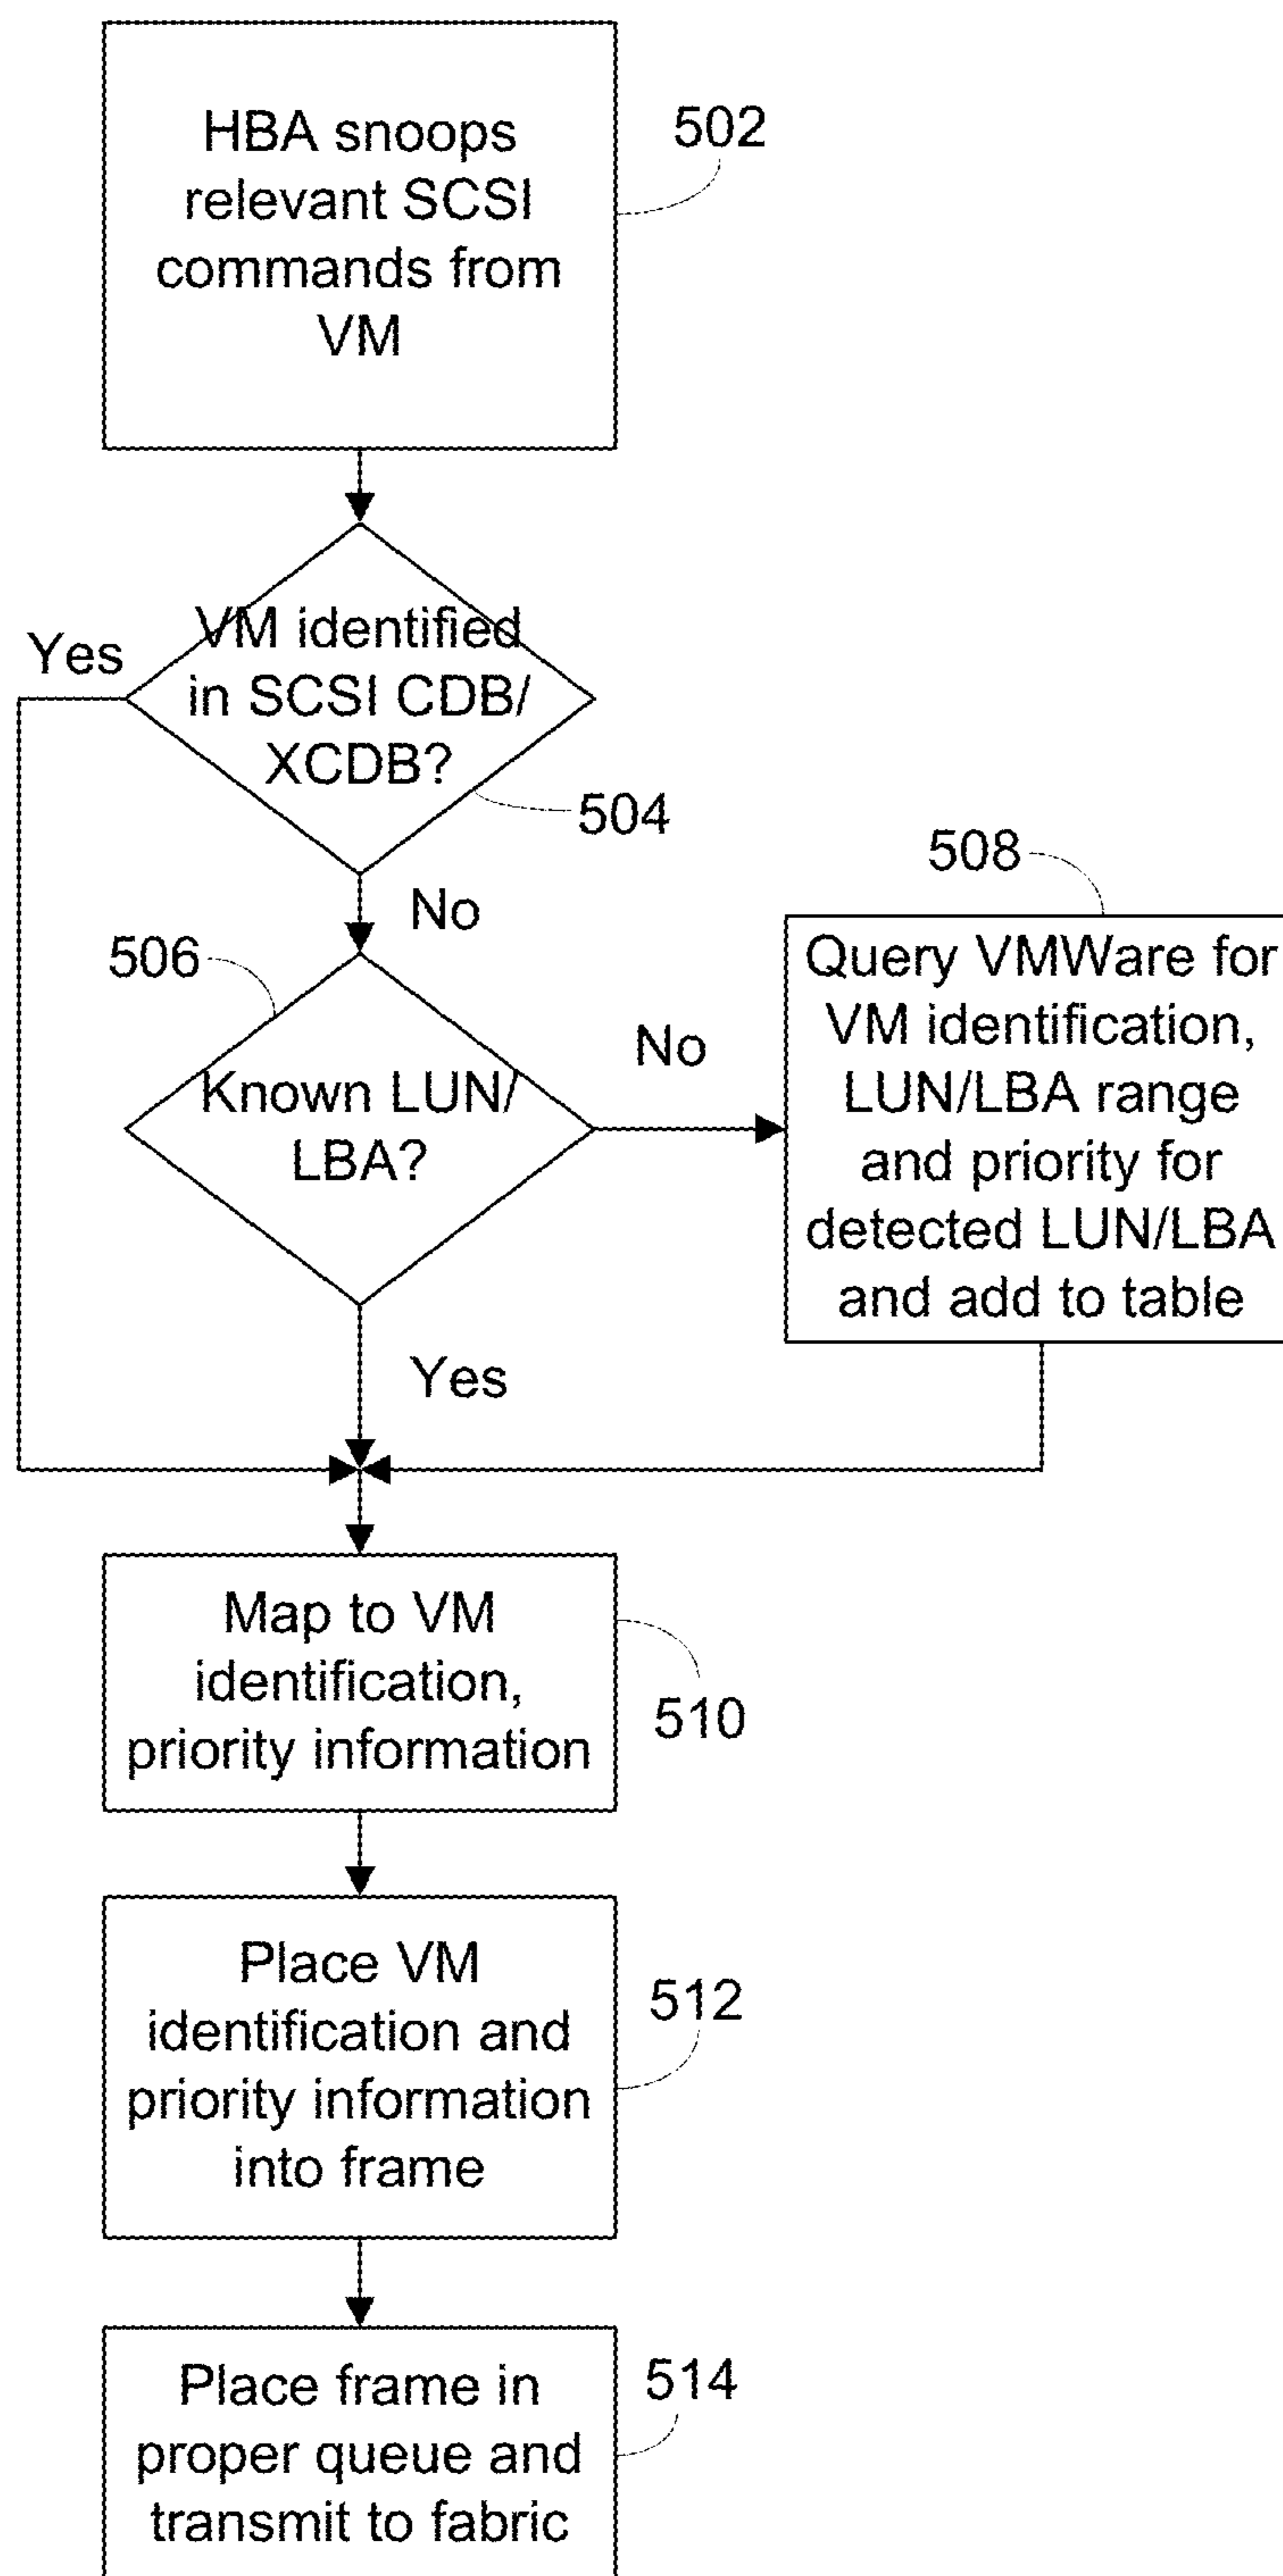 HBA snoops
relevant SCSI
commands from
VM
502
VM identified
in SCSI CDB/
XCDB?
Yes
504
No
506
Known LUN/
LBA?
No
508
Query VMWare for
VM identification,
LUN/LBA range
and priority for
detected LUN/LBA
and add to table
Yes
Map to VM
identification,
priority information
510
Place VM
identification and
priority information
into frame
512
Place frame in
proper queue and
transmit to fabric
514